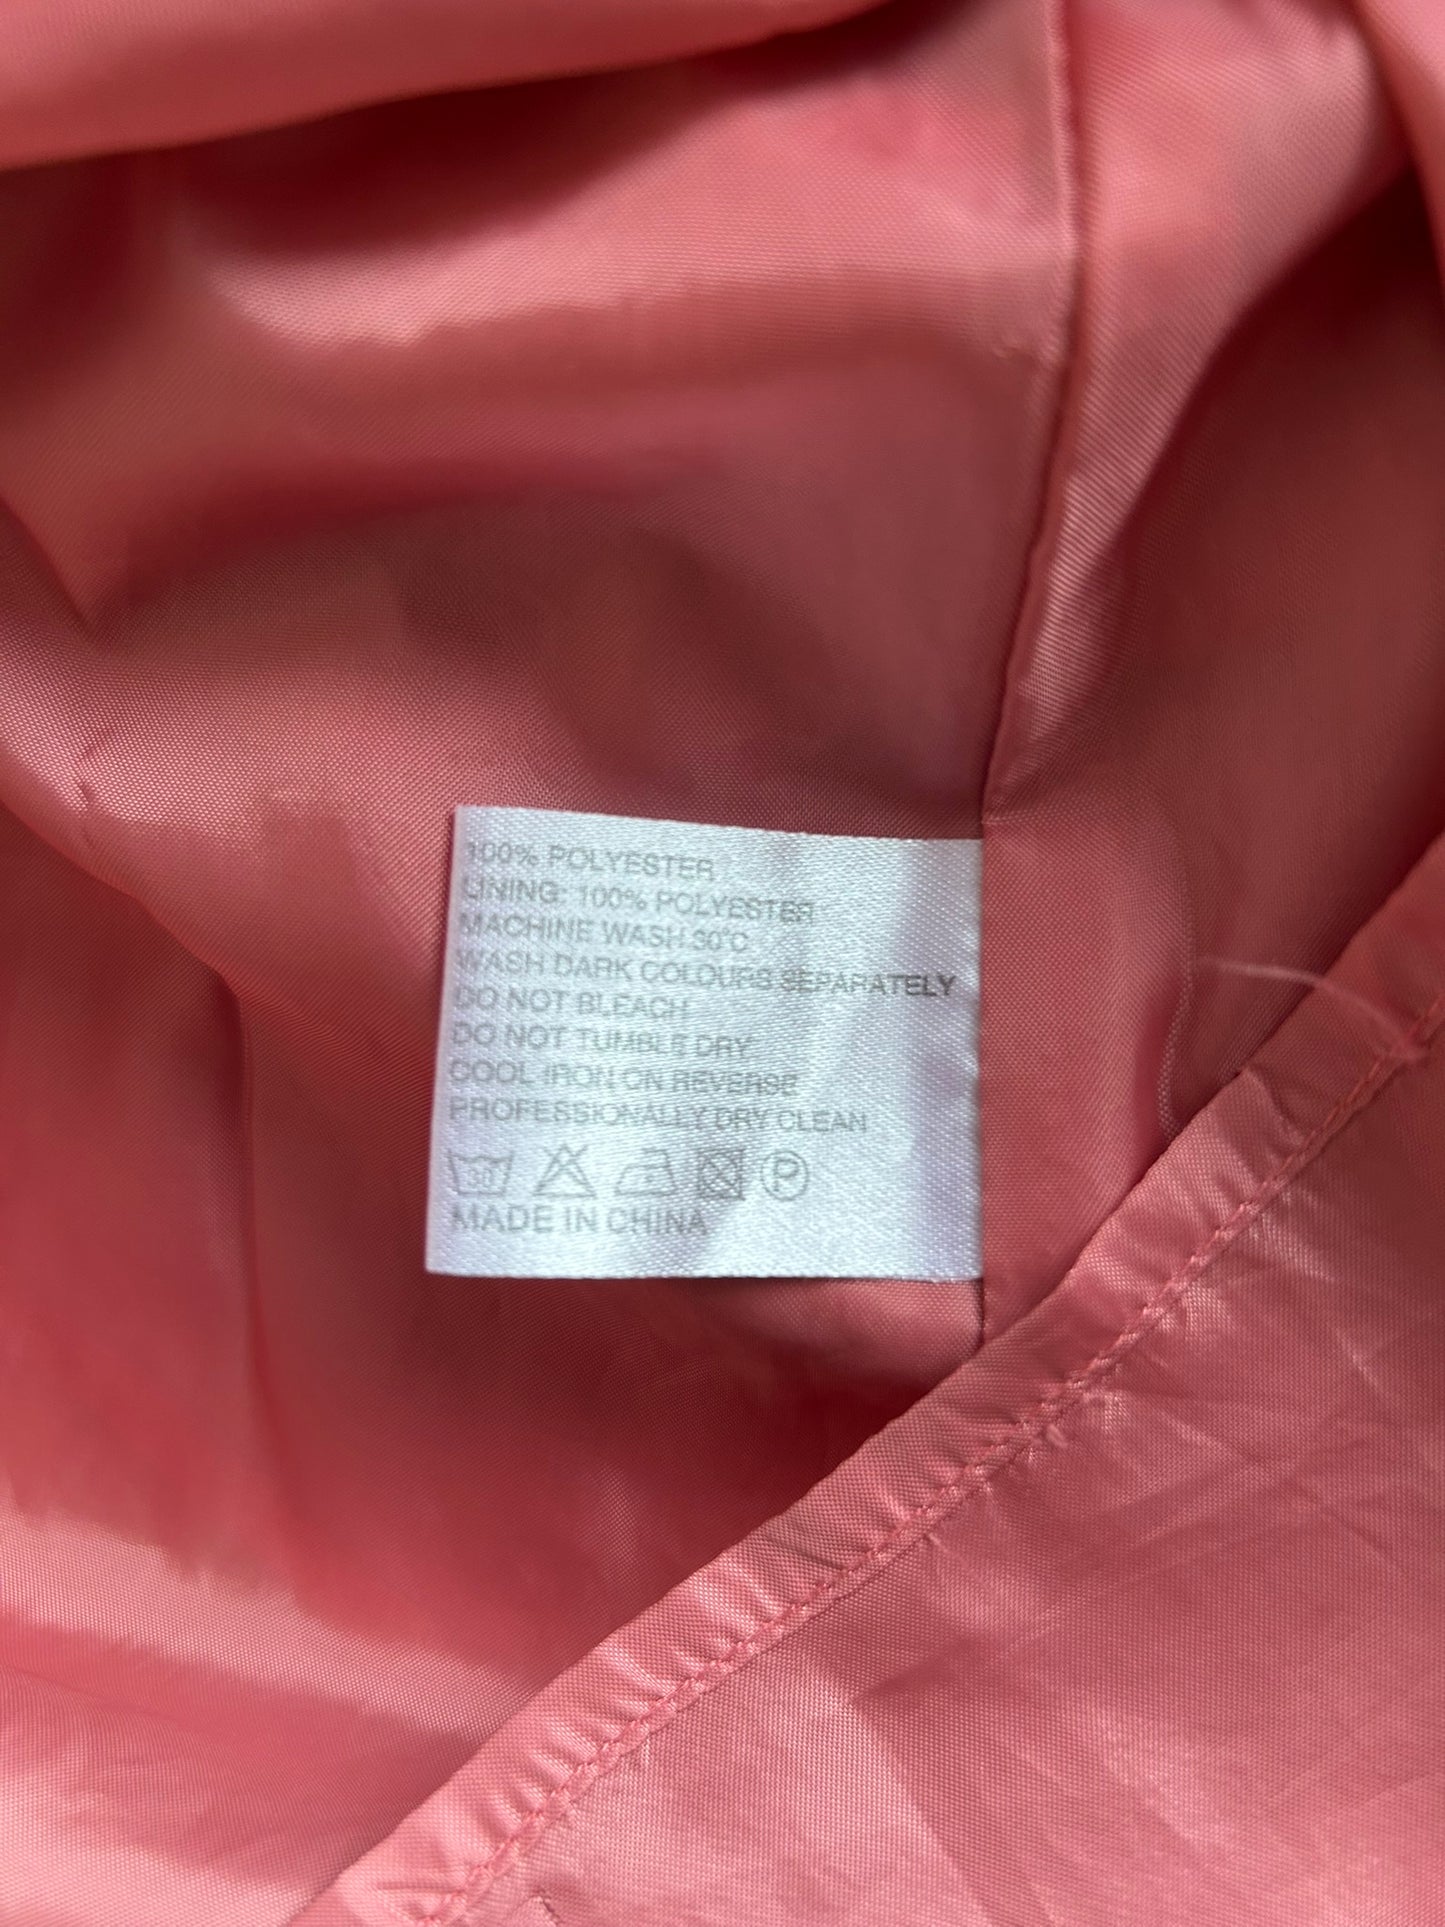 100% POLYESTER
LINING: 100% POLYESTER
MACHINE WASH 30°C
WASH DARK COLOURS SEPARATELY
DO NOT BLEACH
DO NOT TUMBLE DRY
COOL IRON ON REVERSE
PROFESSIONALLY DRY CLEAN
30 P
MADE IN CHINA